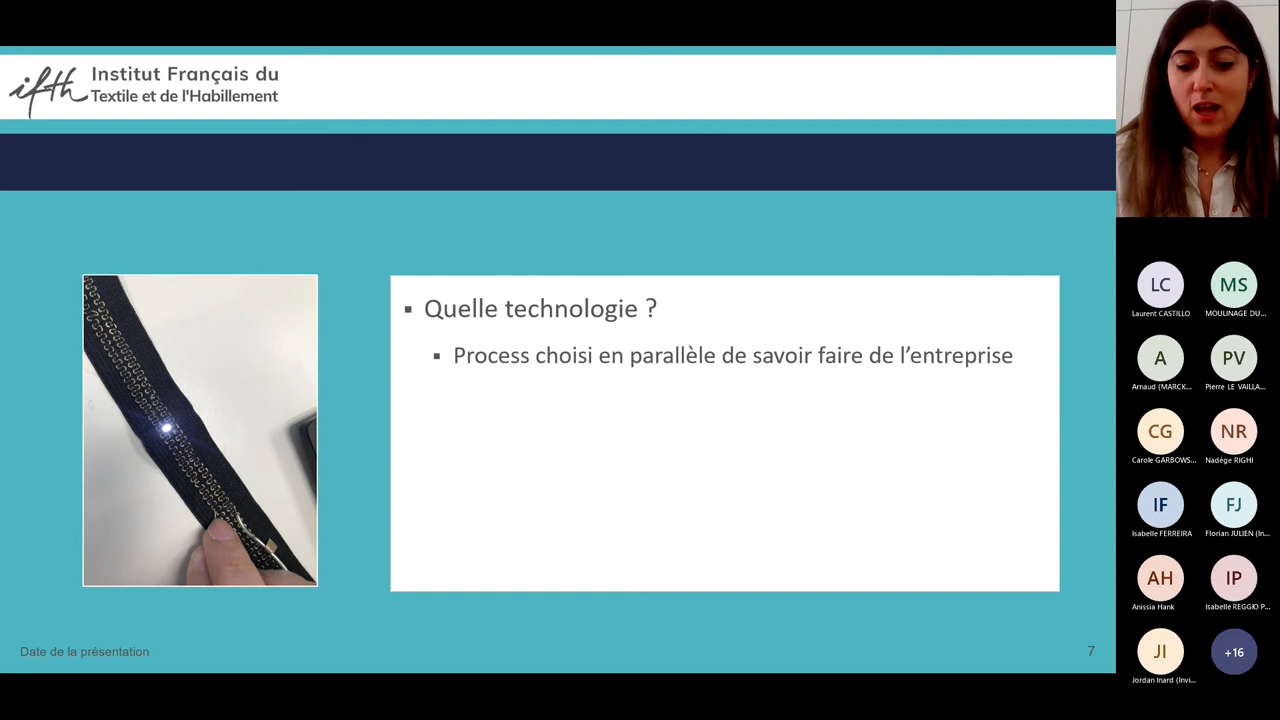 ifth
Institut Français du
Textile et de l'Habillement
▪ Quelle technologie ?
▪ Process choisi en parallèle de savoir faire de l’entreprise
Date de la présentation
7
LC
MS
Laurent CASTILLO
MOULINAGE DU...
A
PV
Arnaud (MARCK...
Pierre LE VAILLA...
CG
NR
Carole GARBOWS...
Nadège RIGHI
IF
FJ
Isabelle FERREIRA
Florian JULIEN (In...
AH
IP
Anissia Hank
Isabelle REGGIO P...
JI
+16
Jordan Inard (Invi...